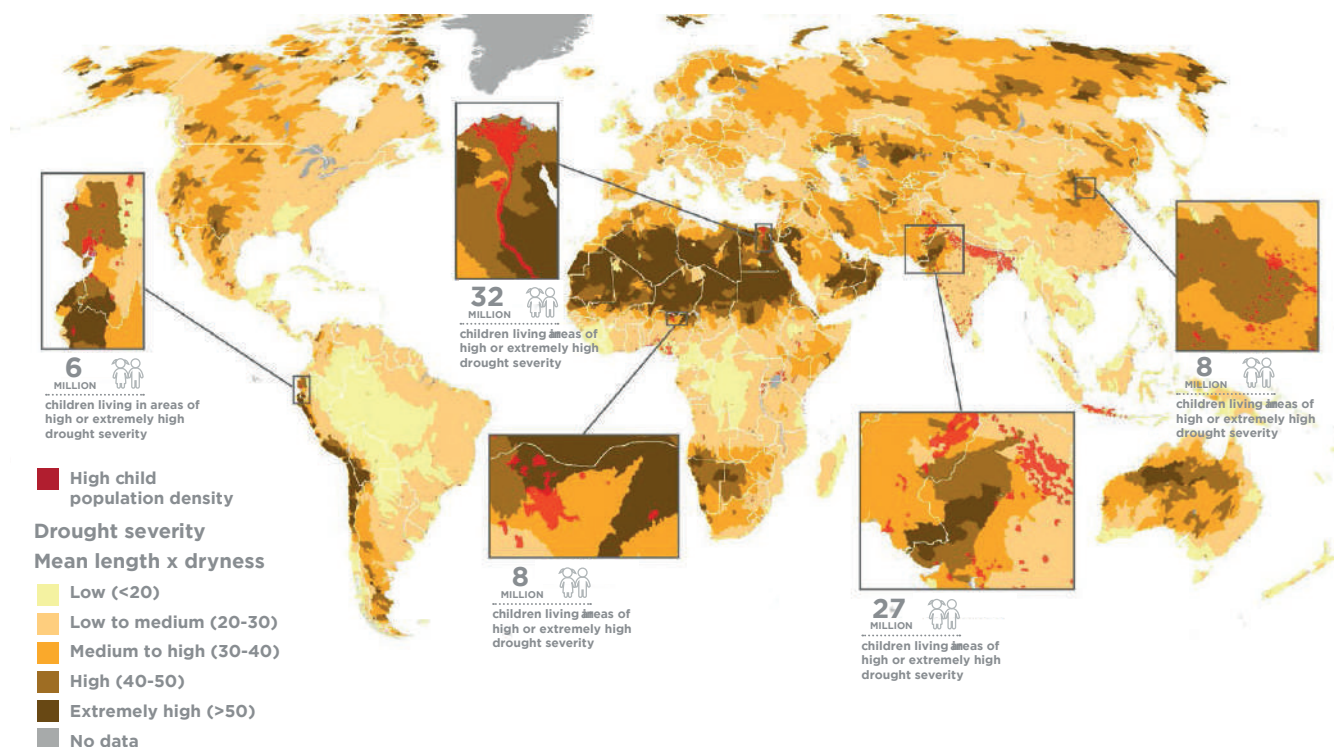 32
MILLION
children living in areas of
high or extremely high
drought severity
6
MILLION
children living in areas of
high or extremely high
drought severity
8
MILLION
children living in areas of
high or extremely high
drought severity
8
MILLION
children living in areas of
high or extremely high
drought severity
27
MILLION
children living in areas of
high or extremely high
drought severity
High child
population density
Drought severity
Mean length x dryness
Low (<20)
Low to medium (20-30)
Medium to high (30-40)
High (40-50)
Extremely high (>50)
No data